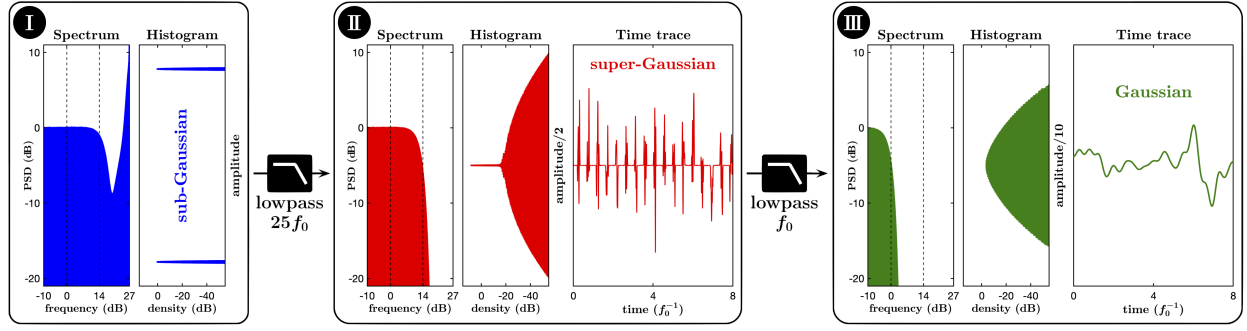 I
Spectrum
Histogram
PSD (dB)
10
0
-10
-20
-10 0 14 27
frequency (dB)
sub-Gaussian
0 -20 -40
density (dB)
amplitude
lowpass
25f₀
II
Spectrum
Histogram
Time trace
PSD (dB)
10
0
-10
-20
-10 0 14 27
frequency (dB)
0 -20 -40
density (dB)
amplitude/2
super-Gaussian
0 4 8
time (f₀⁻¹)
lowpass
f₀
III
Spectrum
Histogram
Time trace
PSD (dB)
10
0
-10
-20
-10 0 14 27
frequency (dB)
0 -20 -40
density (dB)
amplitude/10
Gaussian
0 4 8
time (f₀⁻¹)